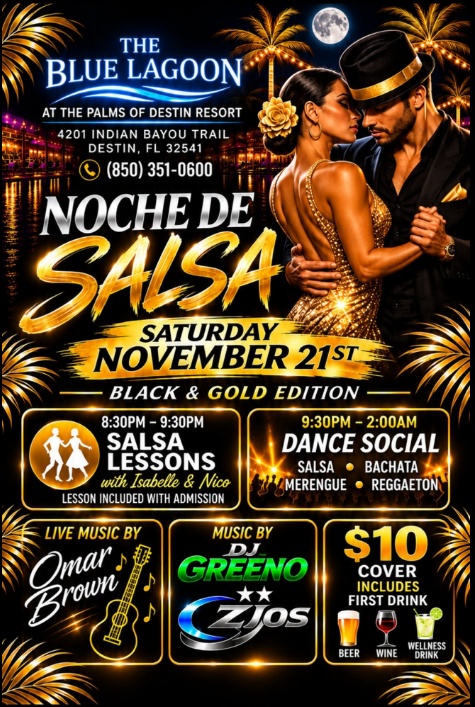 THE
BLUE LAGOON
AT THE PALMS OF DESTIN RESORT
4201 INDIAN BAYOU TRAIL
DESTIN, FL 32541
(850) 351-0600
NOCHE DE
SALSA
SATURDAY
NOVEMBER 21ST
BLACK & GOLD EDITION
8:30PM – 9:30PM
SALSA
LESSONS
with Isabelle & Nico
LESSON INCLUDED WITH ADMISSION
9:30PM – 2:00AM
DANCE SOCIAL
SALSA • BACHATA
MERENGUE • REGGAETON
LIVE MUSIC BY
Omar
Brown
MUSIC BY
DJ
GREENO
CZJOS
$10
COVER
INCLUDES
FIRST DRINK
BEER
WINE
WELLNESS
DRINK